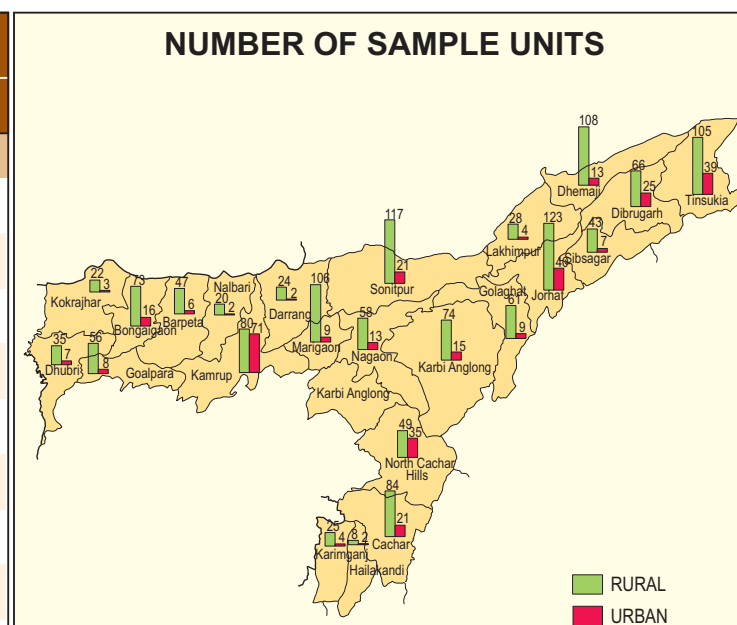 NUMBER OF SAMPLE UNITS
108
13
Dhemaji
105
39
Tinsukia
66
25
Dibrugarh
117
21
Sonitpur
28
4
Lakhimpur
123
40
Jorhat
43
7
Sibsagar
22
3
Kokrajhar
73
16
Bongaigaon
47
6
Barpeta
Nalbari
20
2
24
2
Darrang
106
9
Marigaon
Golaghat
61
9
58
13
Nagaon
74
15
Karbi Anglong
35
7
Dhubri
56
8
Goalpara
80
71
Kamrup
Karbi Anglong
49
35
North Cachar
Hills
84
21
Cachar
25
4
Karimganj
8
2
Hailakandi
RURAL
URBAN